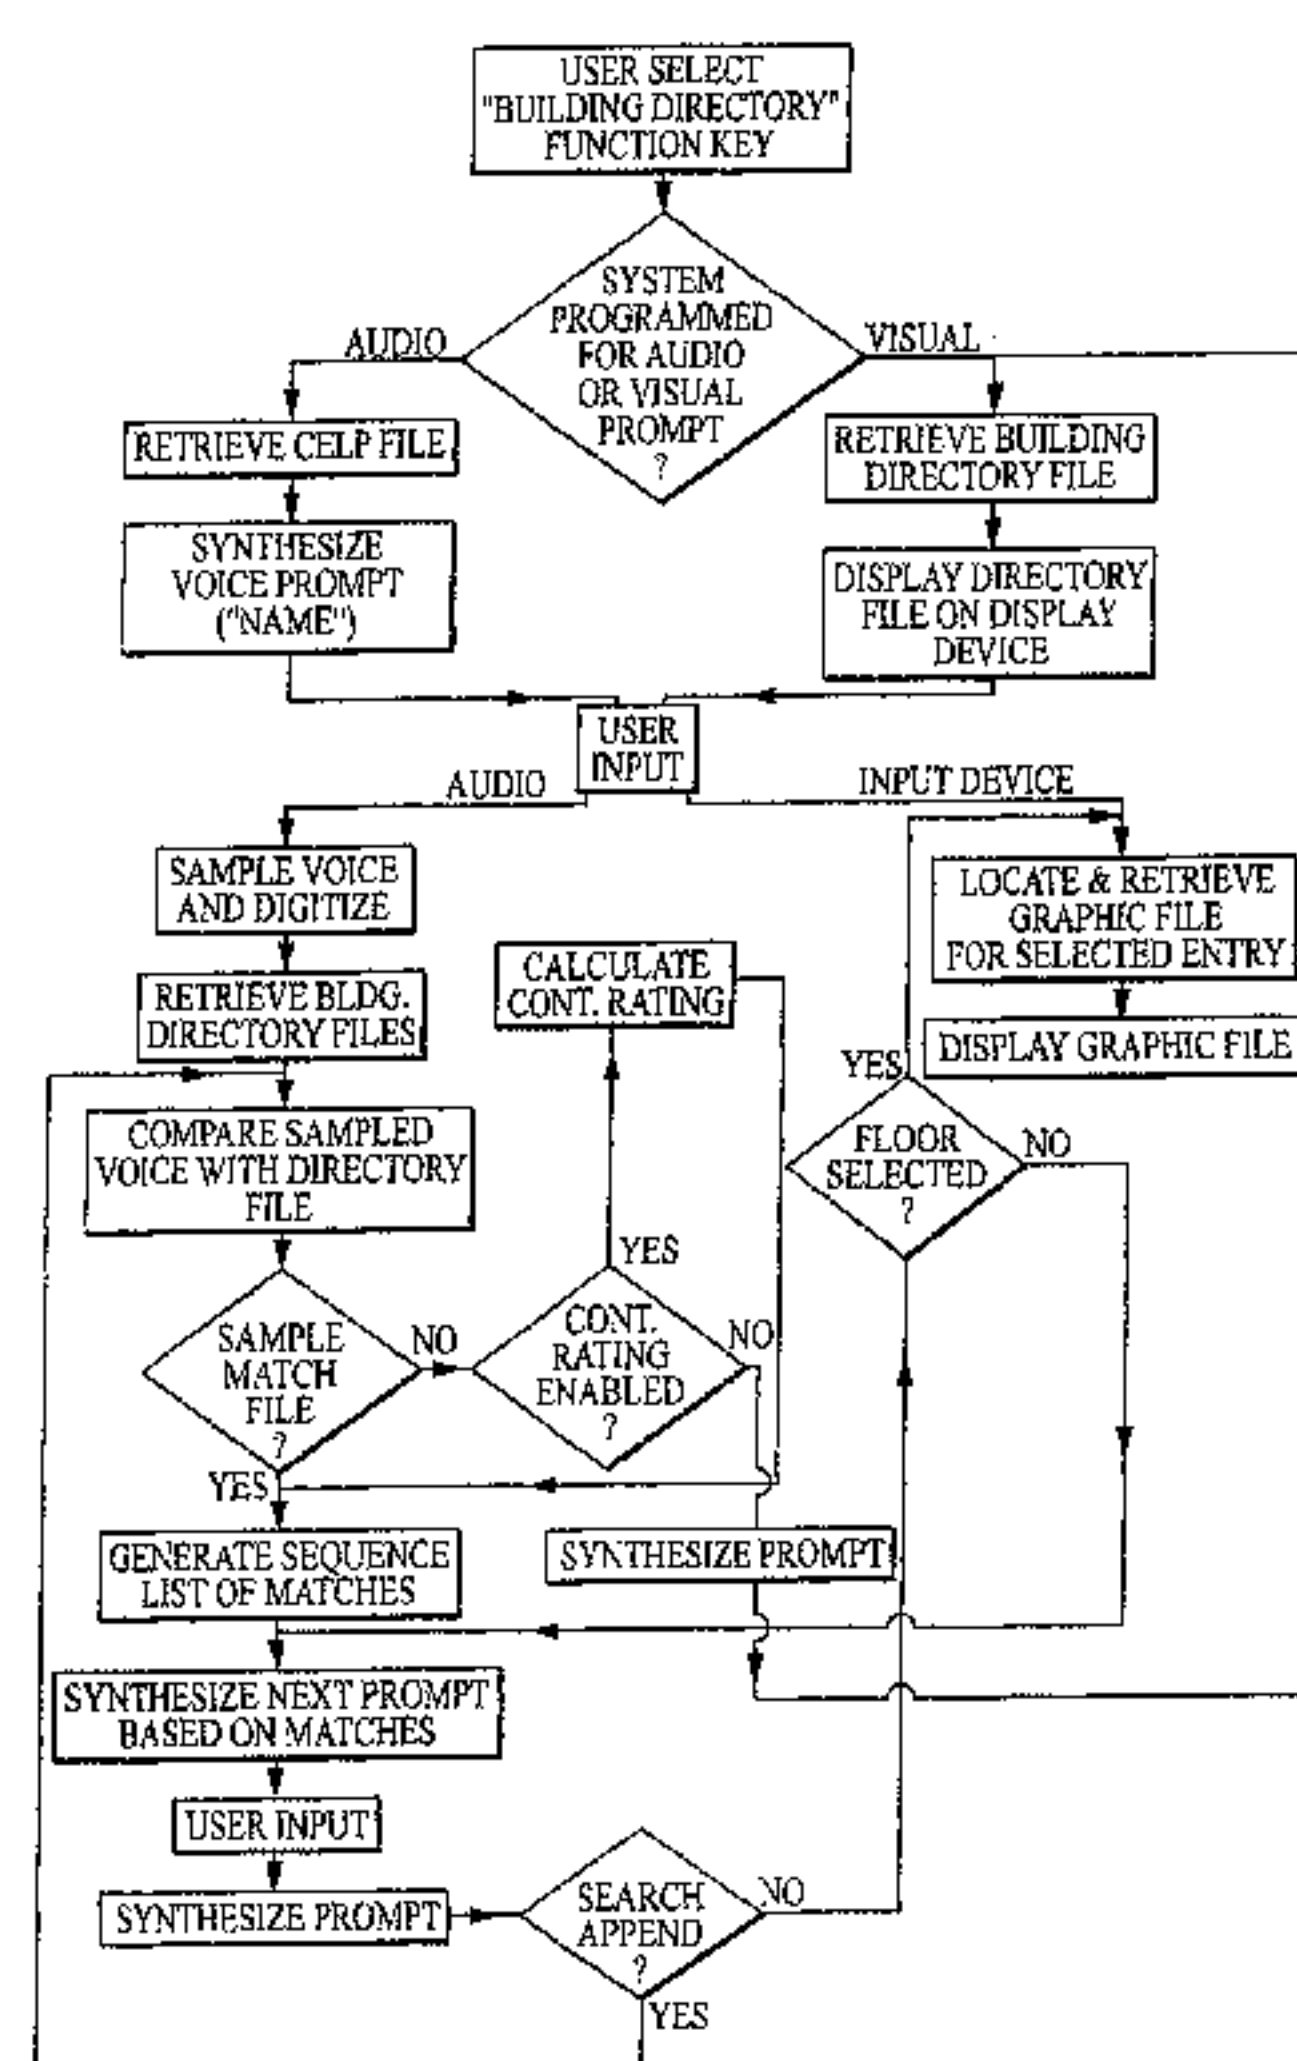 USER SELECT
"BUILDING DIRECTORY"
FUNCTION KEY
SYSTEM
PROGRAMMED
FOR AUDIO
OR VISUAL
PROMPT
?
AUDIO
VISUAL
RETRIEVE CELP FILE
RETRIEVE BUILDING
DIRECTORY FILE
SYNTHESIZE
VOICE PROMPT
("NAME")
DISPLAY DIRECTORY
FILE ON DISPLAY
DEVICE
USER
INPUT
AUDIO
INPUT DEVICE
SAMPLE VOICE
AND DIGITIZE
LOCATE & RETRIEVE
GRAPHIC FILE
FOR SELECTED ENTRY
CALCULATE
CONT. RATING
RETRIEVE BLDG.
DIRECTORY FILES
DISPLAY GRAPHIC FILE
YES
FLOOR
SELECTED
?
NO
COMPARE SAMPLED
VOICE WITH DIRECTORY
FILE
YES
SAMPLE
MATCH
FILE
?
NO
CONT.
RATING
ENABLED
?
NO
YES
GENERATE SEQUENCE
LIST OF MATCHES
SYNTHESIZE PROMPT
SYNTHESIZE NEXT PROMPT
BASED ON MATCHES
USER INPUT
SYNTHESIZE PROMPT
SEARCH
APPEND
?
NO
YES